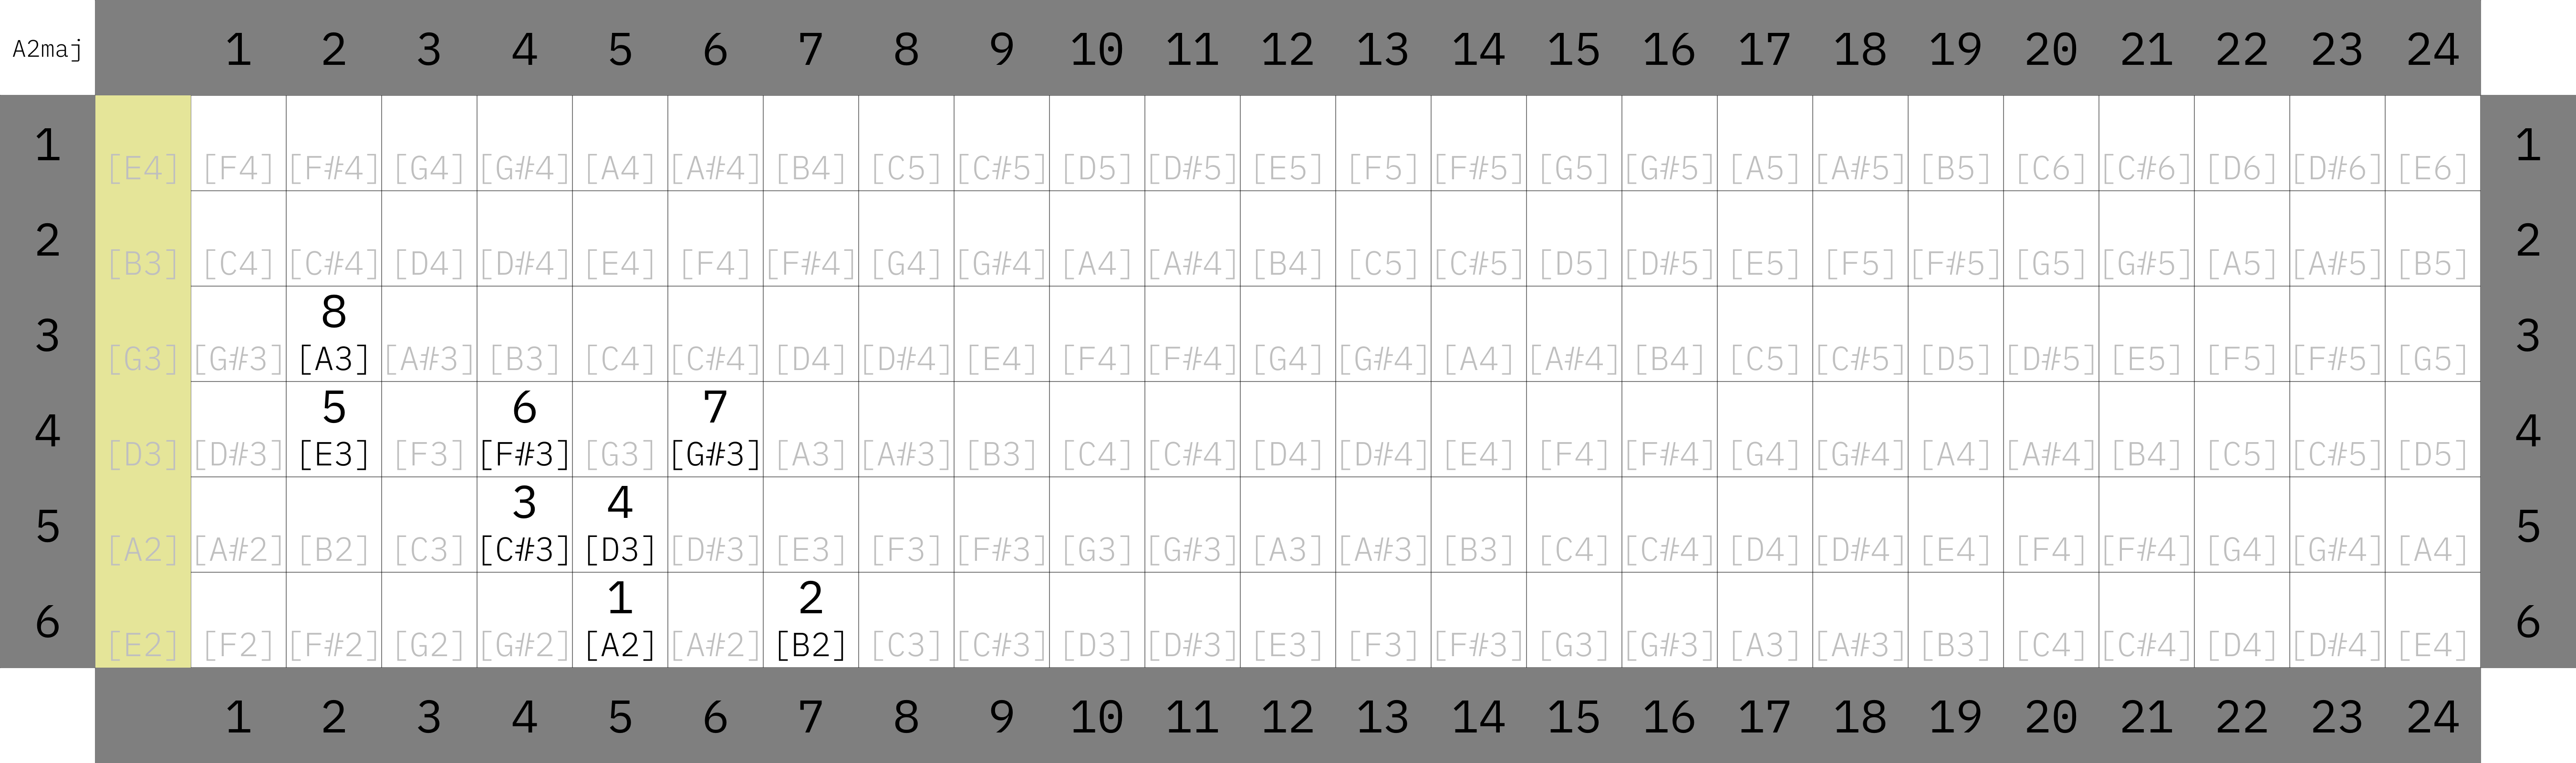 A2maj 1 2 3 4 5 6 7 8 9 10 11 12 13 14 15 16 17 18 19 20 21 22 23 24
1 [E4] [F4] [F#4] [G4] [G#4] [A4] [A#4] [B4] [C5] [C#5] [D5] [D#5] [E5] [F5] [F#5] [G5] [G#5] [A5] [A#5] [B5] [C6] [C#6] [D6] [D#6] [E6] 1
2 [B3] [C4] [C#4] [D4] [D#4] [E4] [F4] [F#4] [G4] [G#4] [A4] [A#4] [B4] [C5] [C#5] [D5] [D#5] [E5] [F5] [F#5] [G5] [G#5] [A5] [A#5] [B5] 2
8
3 [G3] [G#3] [A3] [A#3] [B3] [C4] [C#4] [D4] [D#4] [E4] [F4] [F#4] [G4] [G#4] [A4] [A#4] [B4] [C5] [C#5] [D5] [D#5] [E5] [F5] [F#5] [G5] 3
5 6 7
4 [D3] [D#3] [E3] [F3] [F#3] [G3] [G#3] [A3] [A#3] [B3] [C4] [C#4] [D4] [D#4] [E4] [F4] [F#4] [G4] [G#4] [A4] [A#4] [B4] [C5] [C#5] [D5] 4
3 4
5 [A2] [A#2] [B2] [C3] [C#3] [D3] [D#3] [E3] [F3] [F#3] [G3] [G#3] [A3] [A#3] [B3] [C4] [C#4] [D4] [D#4] [E4] [F4] [F#4] [G4] [G#4] [A4] 5
1 2
6 [E2] [F2] [F#2] [G2] [G#2] [A2] [A#2] [B2] [C3] [C#3] [D3] [D#3] [E3] [F3] [F#3] [G3] [G#3] [A3] [A#3] [B3] [C4] [C#4] [D4] [D#4] [E4] 6
1 2 3 4 5 6 7 8 9 10 11 12 13 14 15 16 17 18 19 20 21 22 23 24